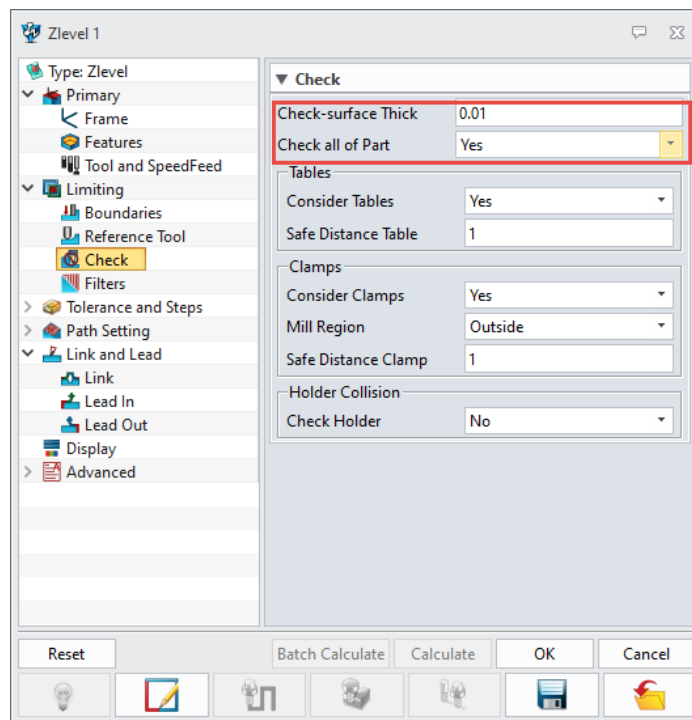 Zlevel 1
Type: Zlevel
Primary
Frame
Features
Tool and SpeedFeed
Limiting
Boundaries
Reference Tool
Check
Filters
Tolerance and Steps
Path Setting
Link and Lead
Link
Lead In
Lead Out
Display
Advanced
Check
Check-surface Thick 0.01
Check all of Part Yes
Tables
Consider Tables Yes
Safe Distance Table 1
Clamps
Consider Clamps Yes
Mill Region Outside
Safe Distance Clamp 1
Holder Collision
Check Holder No
Reset Batch Calculate Calculate OK Cancel